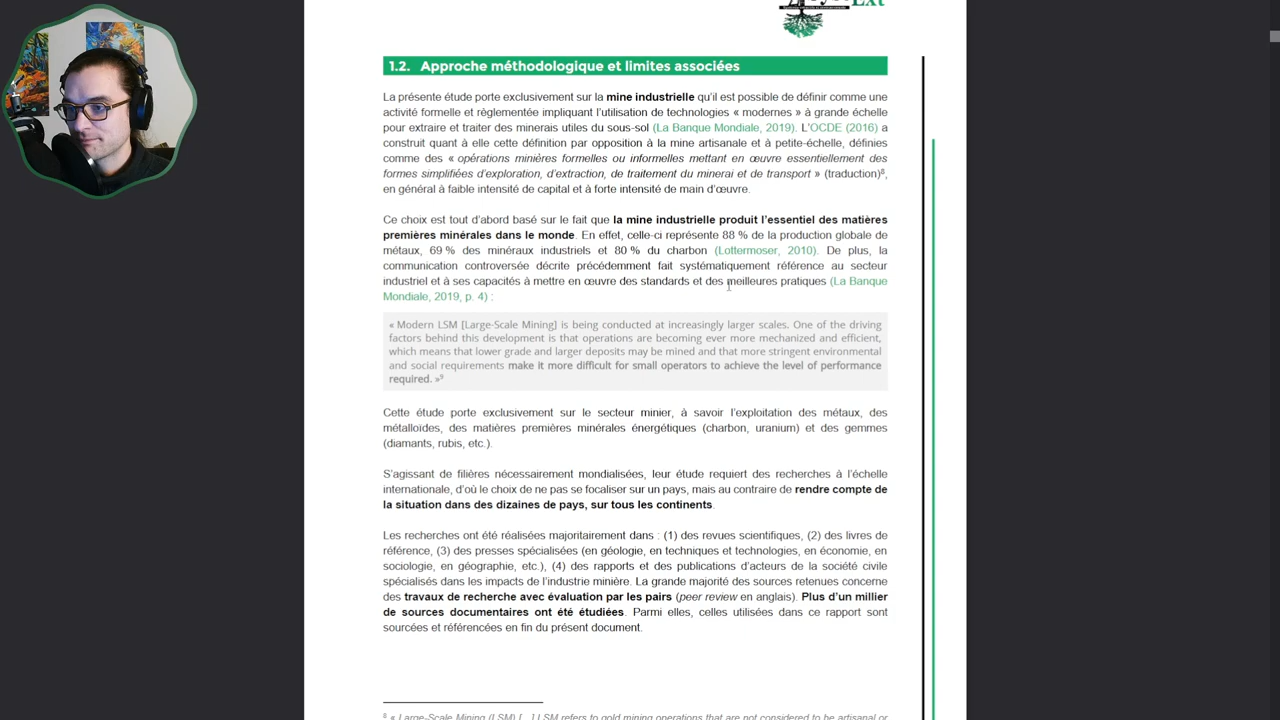 Ext
1.2. Approche méthodologique et limites associées
La présente étude porte exclusivement sur la mine industrielle qu'il est possible de définir comme une
activité formelle et règlementée impliquant l'utilisation de technologies « modernes » à grande échelle
pour extraire et traiter des minerais utiles du sous-sol (La Banque Mondiale, 2019). L'OCDE (2016) a
construit quant à elle cette définition par opposition à la mine artisanale et à petite-échelle, définies
comme des « opérations minières formelles ou informelles mettant en œuvre essentiellement des
formes simplifiées d'exploration, d'extraction, de traitement du minerai et de transport » (traduction)⁸,
en général à faible intensité de capital et à forte intensité de main d'œuvre.
Ce choix est tout d'abord basé sur le fait que la mine industrielle produit l'essentiel des matières
premières minérales dans le monde. En effet, celle-ci représente 88 % de la production globale de
métaux, 69 % des minéraux industriels et 80 % du charbon (Lottermoser, 2010). De plus, la
communication controversée décrite précédemment fait systématiquement référence au secteur
industriel et à ses capacités à mettre en œuvre des standards et des meilleures pratiques (La Banque
Mondiale, 2019, p. 4) :
« Modern LSM [Large-Scale Mining] is being conducted at increasingly larger scales. One of the driving
factors behind this development is that operations are becoming ever more mechanized and efficient,
which means that lower grade and larger deposits may be mined and that more stringent environmental
and social requirements make it more difficult for small operators to achieve the level of performance
required. »⁹
Cette étude porte exclusivement sur le secteur minier, à savoir l'exploitation des métaux, des
métalloïdes, des matières premières minérales énergétiques (charbon, uranium) et des gemmes
(diamants, rubis, etc.).
S'agissant de filières nécessairement mondialisées, leur étude requiert des recherches à l'échelle
internationale, d'où le choix de ne pas se focaliser sur un pays, mais au contraire de rendre compte de
la situation dans des dizaines de pays, sur tous les continents.
Les recherches ont été réalisées majoritairement dans : (1) des revues scientifiques, (2) des livres de
référence, (3) des presses spécialisées (en géologie, en techniques et technologies, en économie, en
sociologie, en géographie, etc.), (4) des rapports et des publications d'acteurs de la société civile
spécialisés dans les impacts de l'industrie minière. La grande majorité des sources retenues concerne
des travaux de recherche avec évaluation par les pairs (peer review en anglais). Plus d'un millier
de sources documentaires ont été étudiées. Parmi elles, celles utilisées dans ce rapport sont
sourcées et référencées en fin du présent document.
⁸ « Large-Scale Mining (LSM) [...] LSM refers to gold mining operations that are not considered to be artisanal or